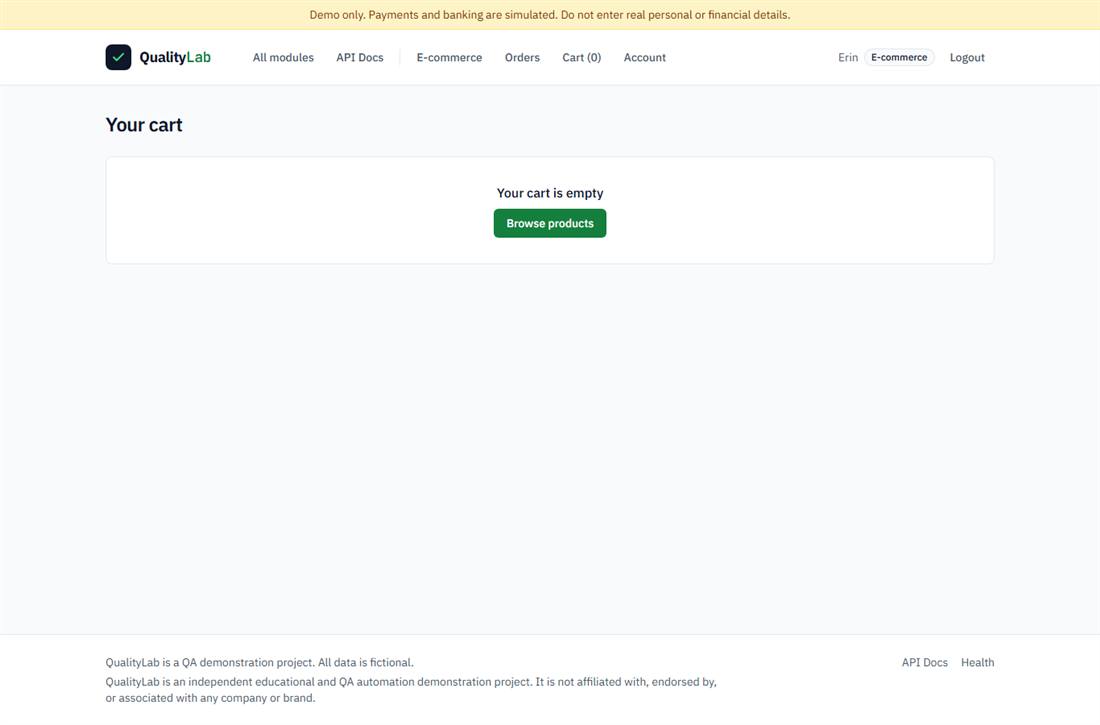 Demo only. Payments and banking are simulated. Do not enter real personal or financial details.
QualityLab All modules API Docs E-commerce Orders Cart (0) Account Erin E-commerce Logout
Your cart
Your cart is empty
Browse products
QualityLab is a QA demonstration project. All data is fictional. API Docs Health
QualityLab is an independent educational and QA automation demonstration project. It is not affiliated with, endorsed by,
or associated with any company or brand.